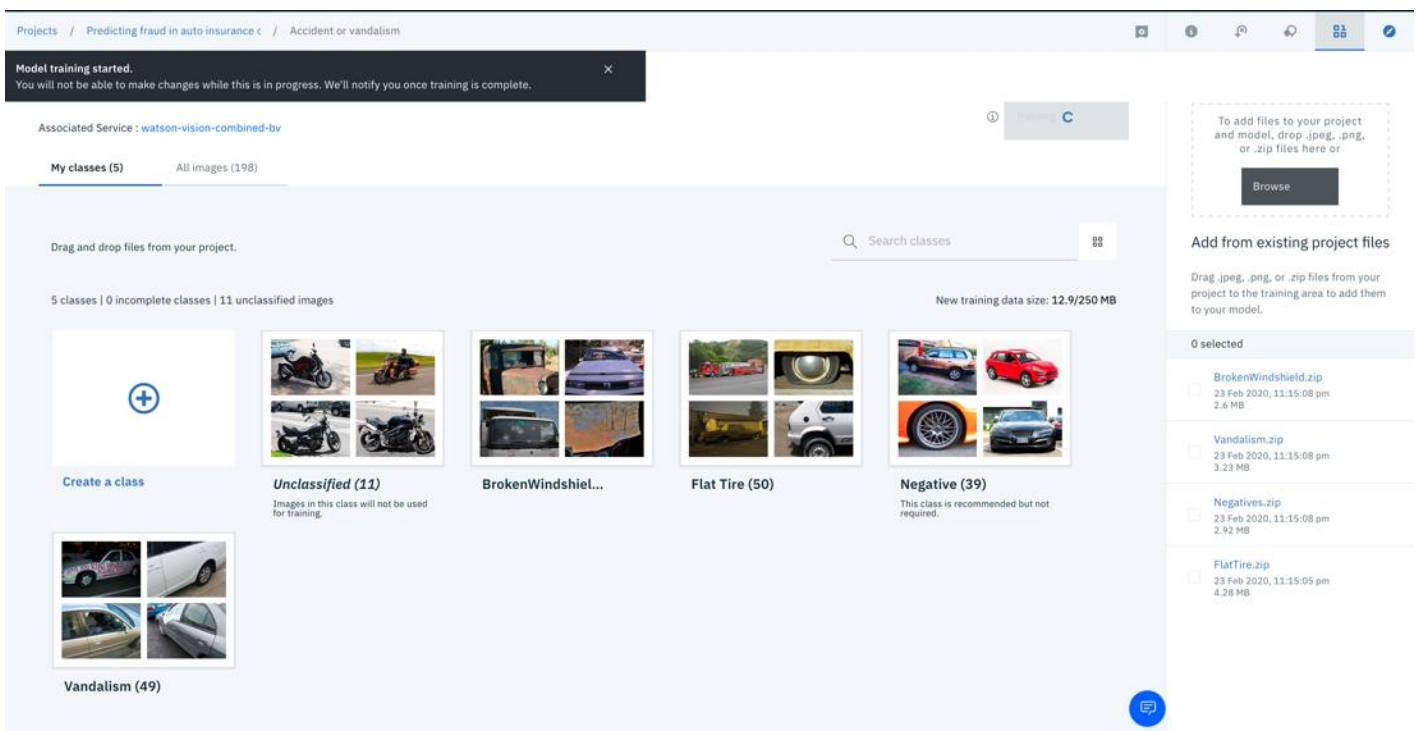 Projects / Predicting fraud in auto insurance c / Accident or vandalism
Model training started.
You will not be able to make changes while this is in progress. We'll notify you once training is complete.
Associated Service : watson-vision-combined-bv
Training
My classes (5)
All images (198)
Drag and drop files from your project.
Search classes
5 classes | 0 incomplete classes | 11 unclassified images
New training data size: 12.9/250 MB
Create a class
Unclassified (11)
Images in this class will not be used
for training.
BrokenWindshiel...
Flat Tire (50)
Negative (39)
This class is recommended but not
required.
Vandalism (49)
To add files to your project
and model, drop .jpeg, .png,
or .zip files here or
Browse
Add from existing project files
Drag .jpeg, .png, or .zip files from your
project to the training area to add them
to your model.
0 selected
BrokenWindshield.zip
23 Feb 2020, 11:15:08 pm
2.6 MB
Vandalism.zip
23 Feb 2020, 11:15:08 pm
3.23 MB
Negatives.zip
23 Feb 2020, 11:15:08 pm
2.92 MB
FlatTire.zip
23 Feb 2020, 11:15:05 pm
4.28 MB